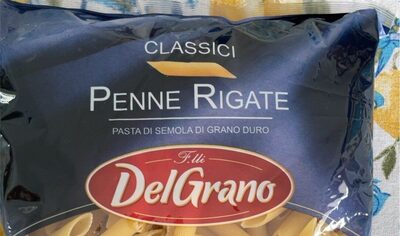 CLASSICI
PENNE RIGATE
PASTA DI SEMOLA DI GRANO DURO
F.lli
DelGrano